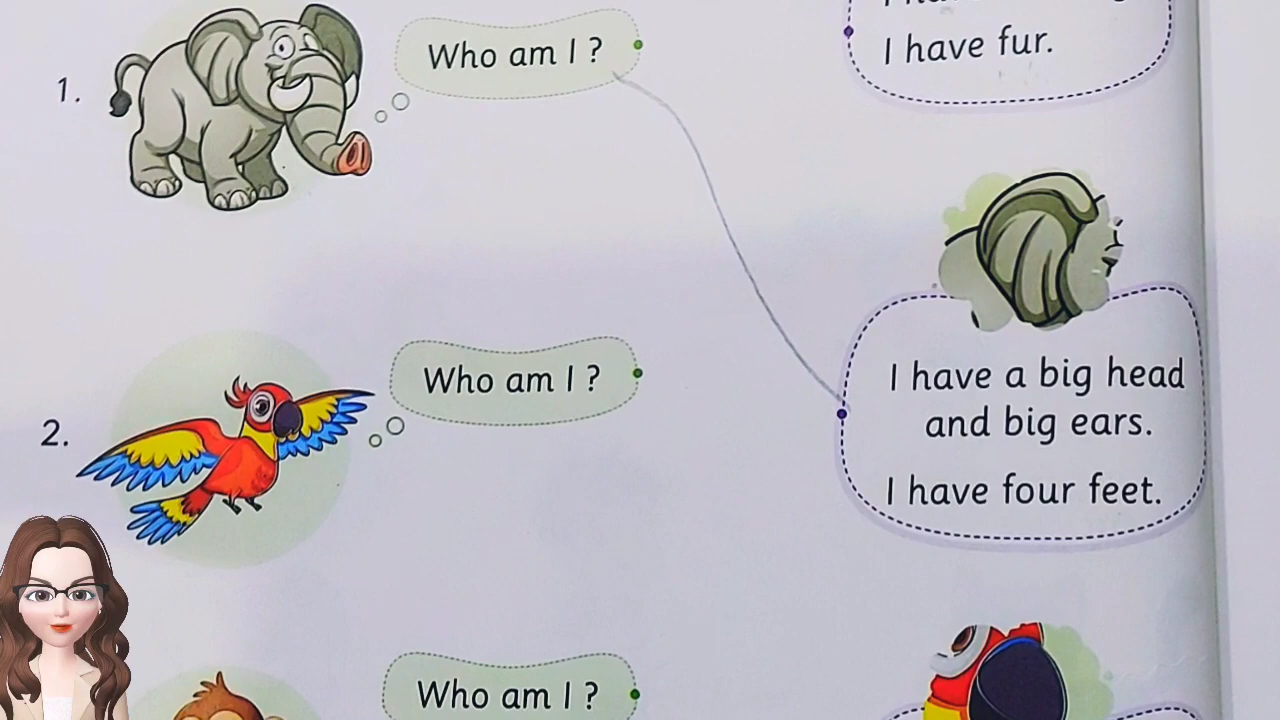 1.
Who am I ?
I have fur.
2.
Who am I ?
I have a big head
and big ears.
I have four feet.
Who am I ?